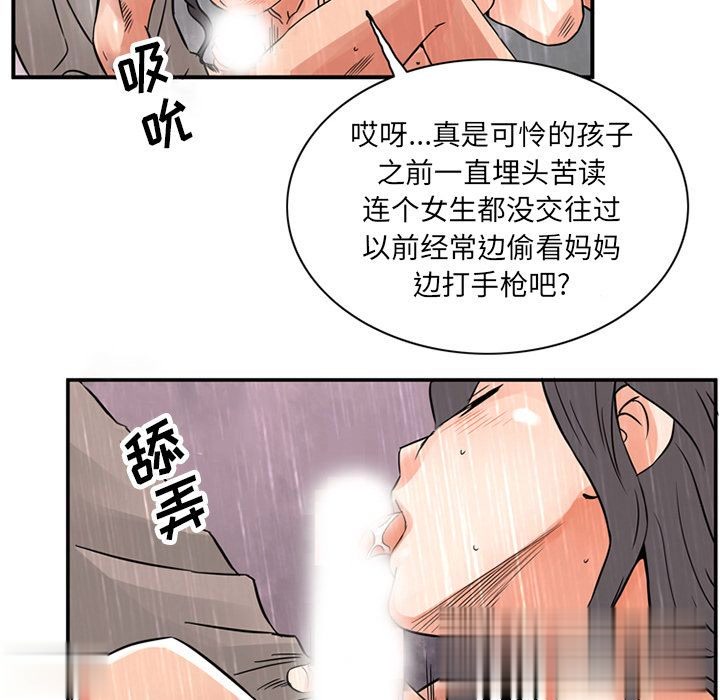 吸
吮
哎呀...真是可怜的孩子
之前一直埋头苦读
连个女生都没交往过
以前经常边偷看妈妈
边打手枪吧?
舔
弄